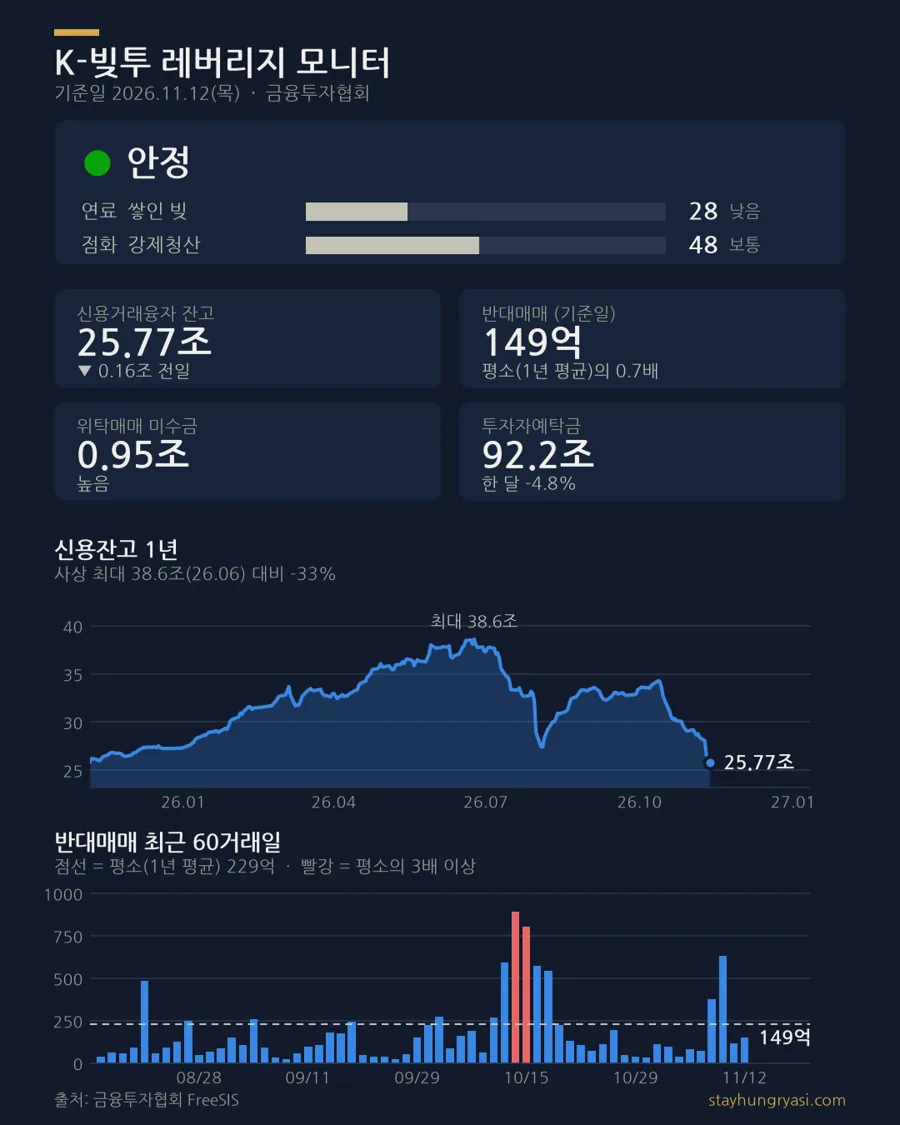 K-빚투 레버리지 모니터
기준일 2026.11.12(목) · 금융투자협회
안정
연료 쌓인 빚 28 낮음
점화 강제청산 48 보통
신용거래융자 잔고
25.77조
▼ 0.16조 전일
반대매매 (기준일)
149억
평소(1년 평균)의 0.7배
위탁매매 미수금
0.95조
높음
투자자예탁금
92.2조
한 달 -4.8%
신용잔고 1년
사상 최대 38.6조(26.06) 대비 -33%
최대 38.6조
40
35
30
25
25.77조
26.01 26.04 26.07 26.10 27.01
반대매매 최근 60거래일
점선 = 평소(1년 평균) 229억 · 빨강 = 평소의 3배 이상
1000
750
500
250
0
149억
08/28 09/11 09/29 10/15 10/29 11/12
출처: 금융투자협회 FreeSIS
stayhungryasi.com